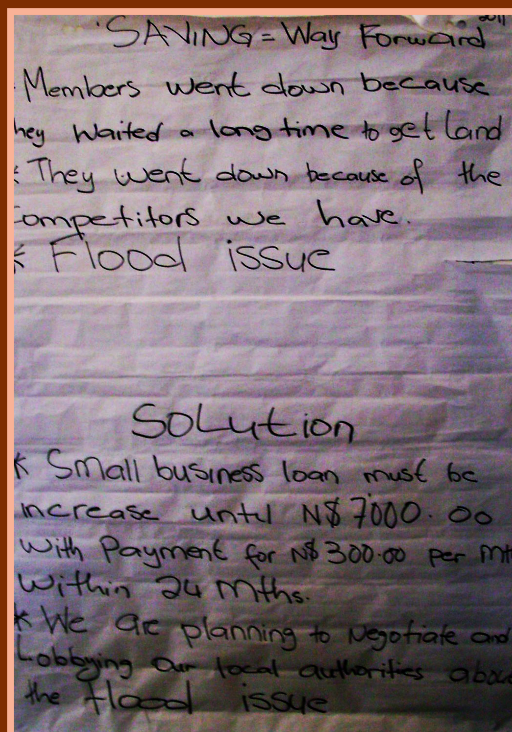 SAVING = Way Forward
Members went down because
hey waited a long time to get land
* They went down because of the
ompetitors we have.
* Flood issue
SOLution
* Small business loan must be
increase until N$ 7000.00
With Payment for N$ 300.00 per Mt
Within 24 Mths.
* We are planning to Negotiate and
Lobbying our local authorities abou
the flood issue